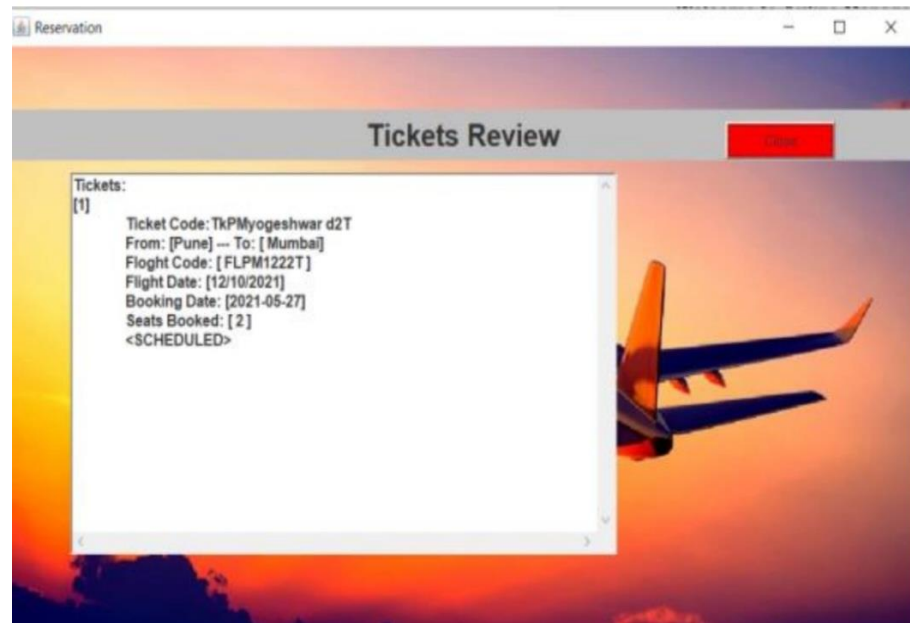 Reservation
Tickets Review
Close
Tickets:
[1]
Ticket Code: TkPMyogeshwar d2T
From: [Pune] --- To: [ Mumbai]
Floght Code: [ FLPM1222T ]
Flight Date: [12/10/2021]
Booking Date: [2021-05-27]
Seats Booked: [ 2 ]
<SCHEDULED>